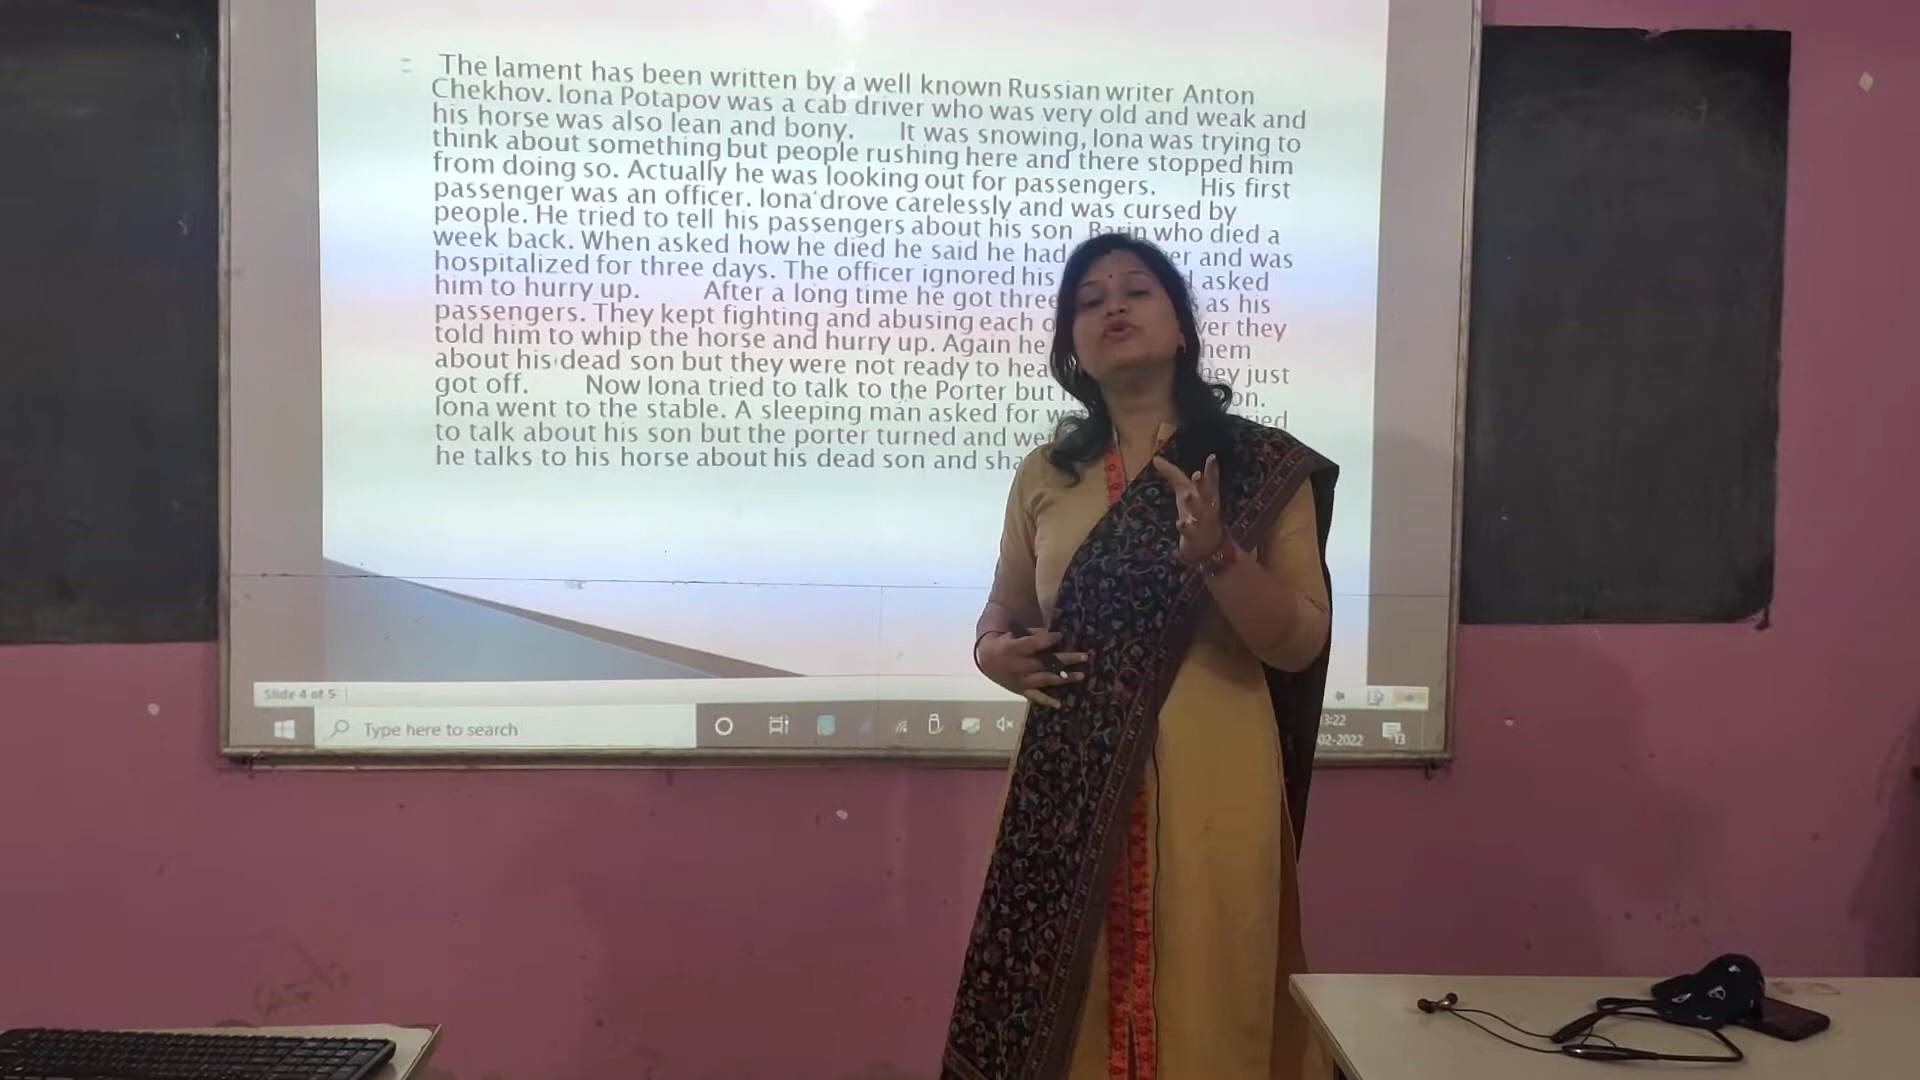 The lament has been written by a well known Russian writer Anton
Chekhov. Iona Potapov was a cab driver who was very old and weak and
his horse was also lean and bony. It was snowing, Iona was trying to
think about something but people rushing here and there stopped him
from doing so. Actually he was looking out for passengers. His first
passenger was an officer. Iona drove carelessly and was cursed by
people. He tried to tell his passengers about his son Barin who died a
week back. When asked how he died he said he had and was
hospitalized for three days. The officer ignored his asked
him to hurry up. After a long time he got three as his
passengers. They kept fighting and abusing each they
told him to whip the horse and hurry up. Again he
about his dead son but they were not ready to just
got off. Now Iona tried to talk to the Porter but
Iona went to the stable. A sleeping man asked for
to talk about his son but the porter turned and
he talks to his horse about his dead son and
Slide 4 of 5
Type here to search
13
02-2022